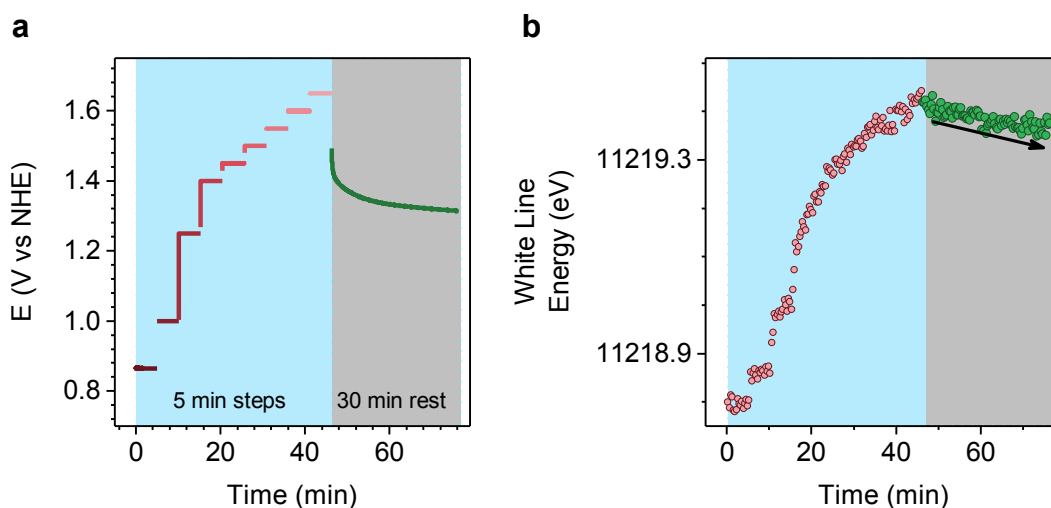 a
E (V vs NHE)
1.6
1.4
1.2
1.0
0.8
5 min steps
30 min rest
0
20
40
60
Time (min)
b
White Line
Energy (eV)
11219.3
11218.9
0
20
40
60
Time (min)